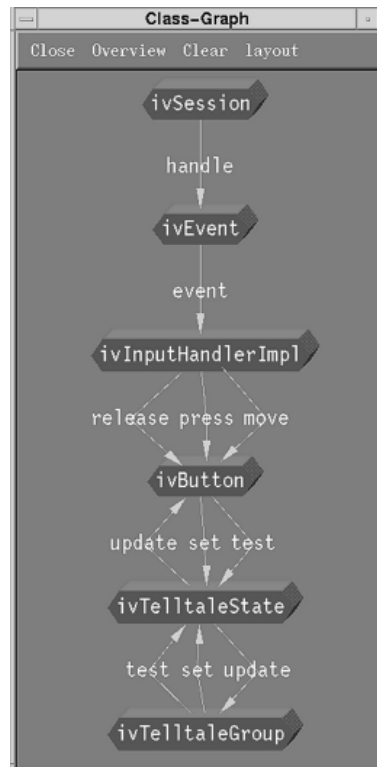 Class-Graph
Close Overview Clear layout
ivSession
handle
ivEvent
event
ivInputHandlerImpl
release press move
ivButton
update set test
ivTelltaleState
test set update
ivTelltaleGroup